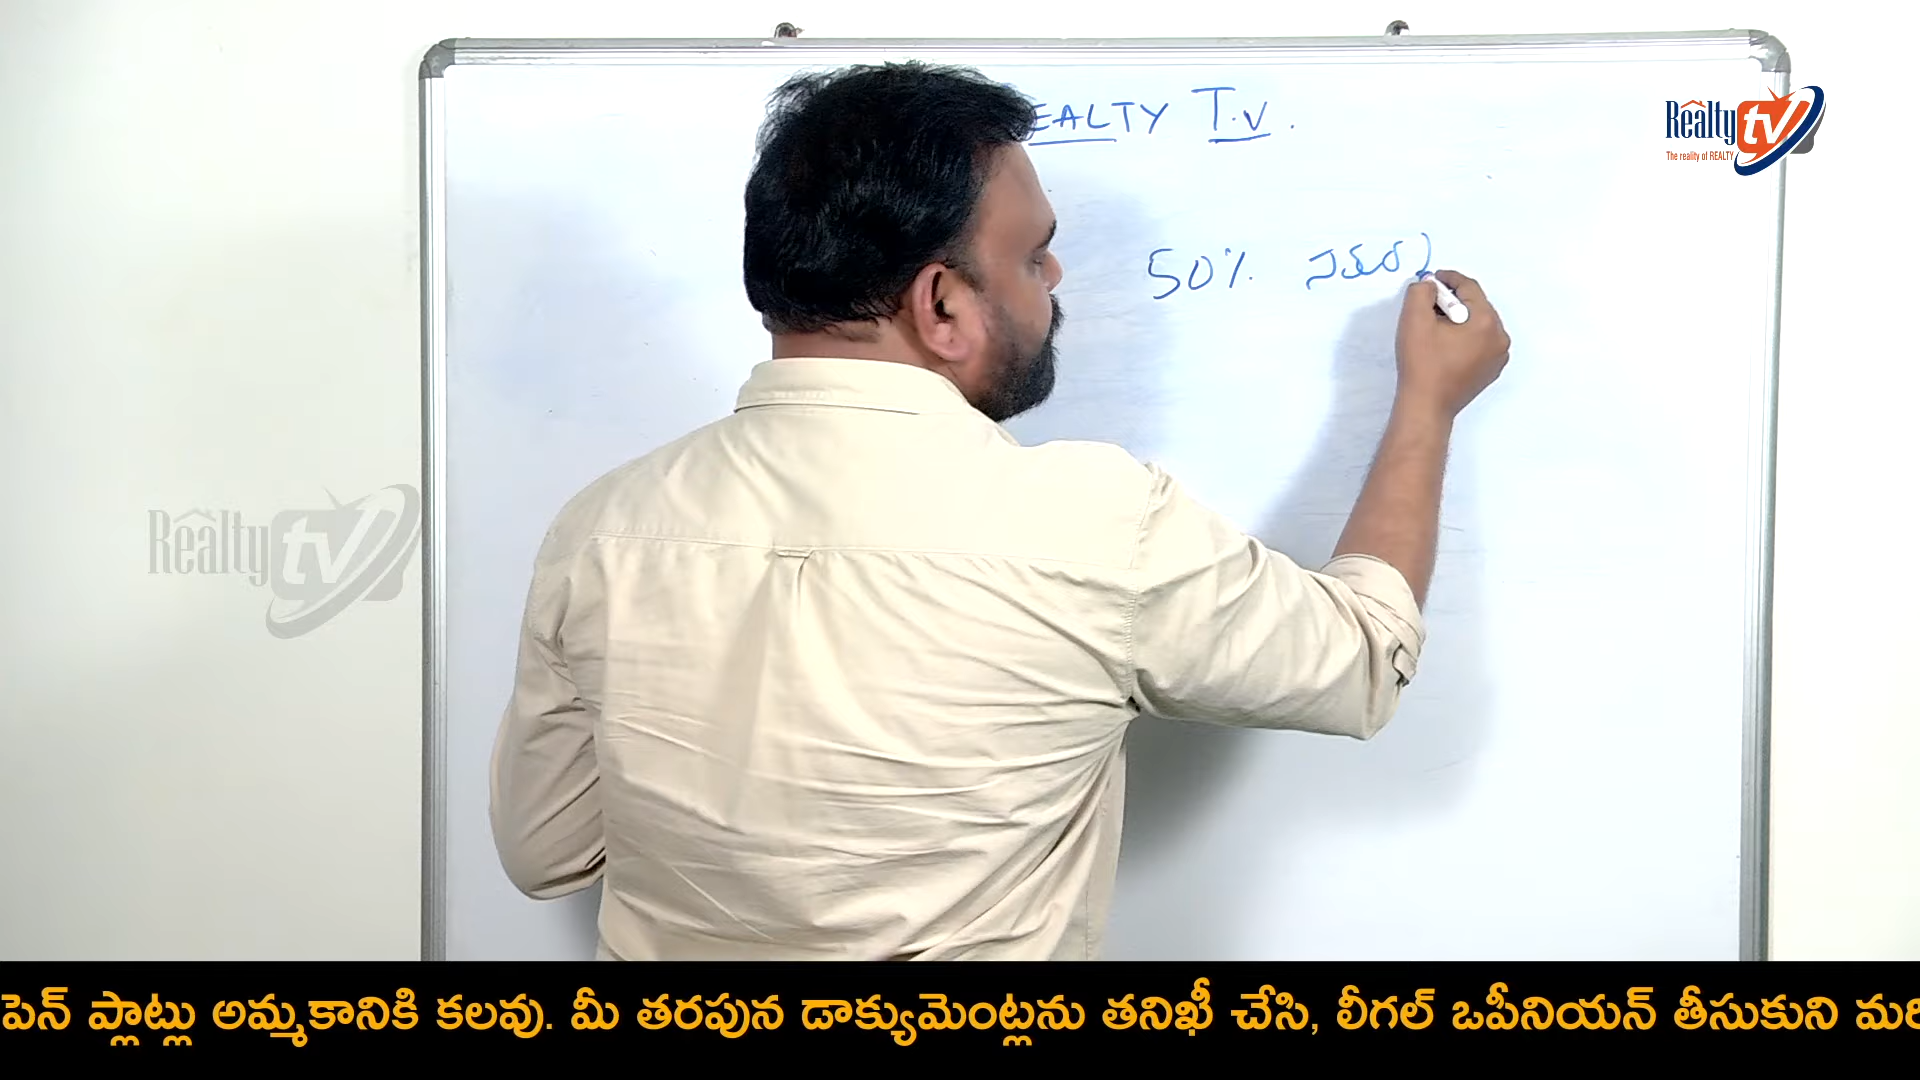 EALTY T.V.
Realty tv
The reality of REALTY
50%
Realty tv
పెన్ ప్లాట్లు అమ్మకానికి కలవు. మీ తరపున డాక్యుమెంట్లను తనిఖీ చేసి, లీగల్ ఒపీనియన్ తీసుకుని మరి